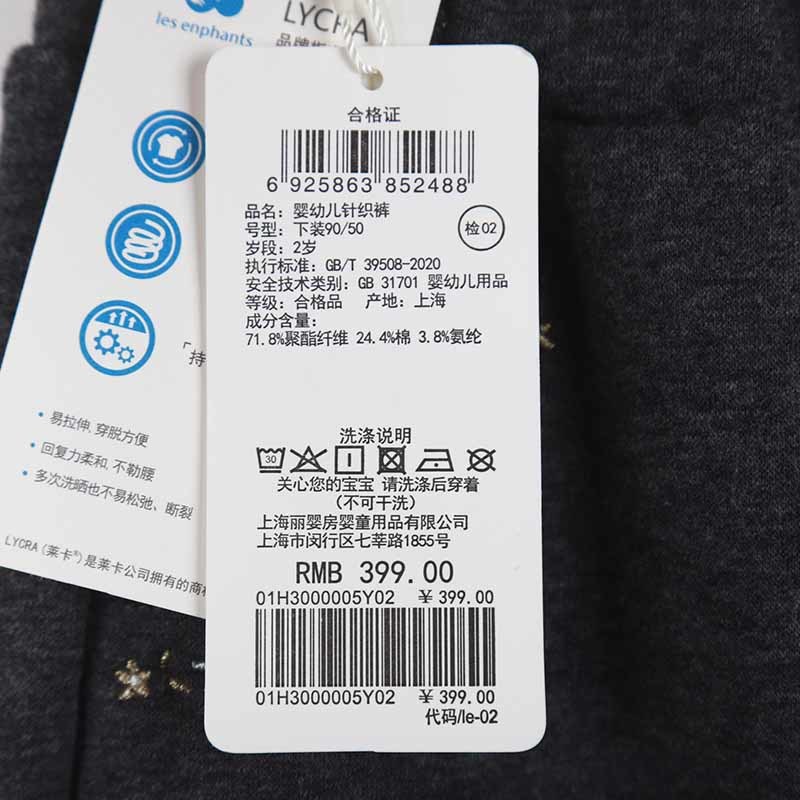 les enphants
LYCRA
合格证
6 925863 852488
品名：婴幼儿针织裤
号型：下装90/50
检02
岁段：2岁
执行标准：GB/T 39508-2020
安全技术类别：GB 31701 婴幼儿用品
等级：合格品 产地：上海
成分含量：
71.8%聚酯纤维 24.4%棉 3.8%氨纶
洗涤说明
30
关心您的宝宝 请洗涤后穿着
（不可干洗）
上海丽婴房婴童用品有限公司
上海市闵行区七莘路1855号
RMB 399.00
01H3000005Y02 ￥399.00
01H3000005Y02 ￥399.00
代码/le-02
「持
• 易拉伸, 穿脱方便
• 回复力柔和, 不勒腰
• 多次洗晒也不易松弛、断裂
LYCRA (莱卡®) 是莱卡公司拥有的商标